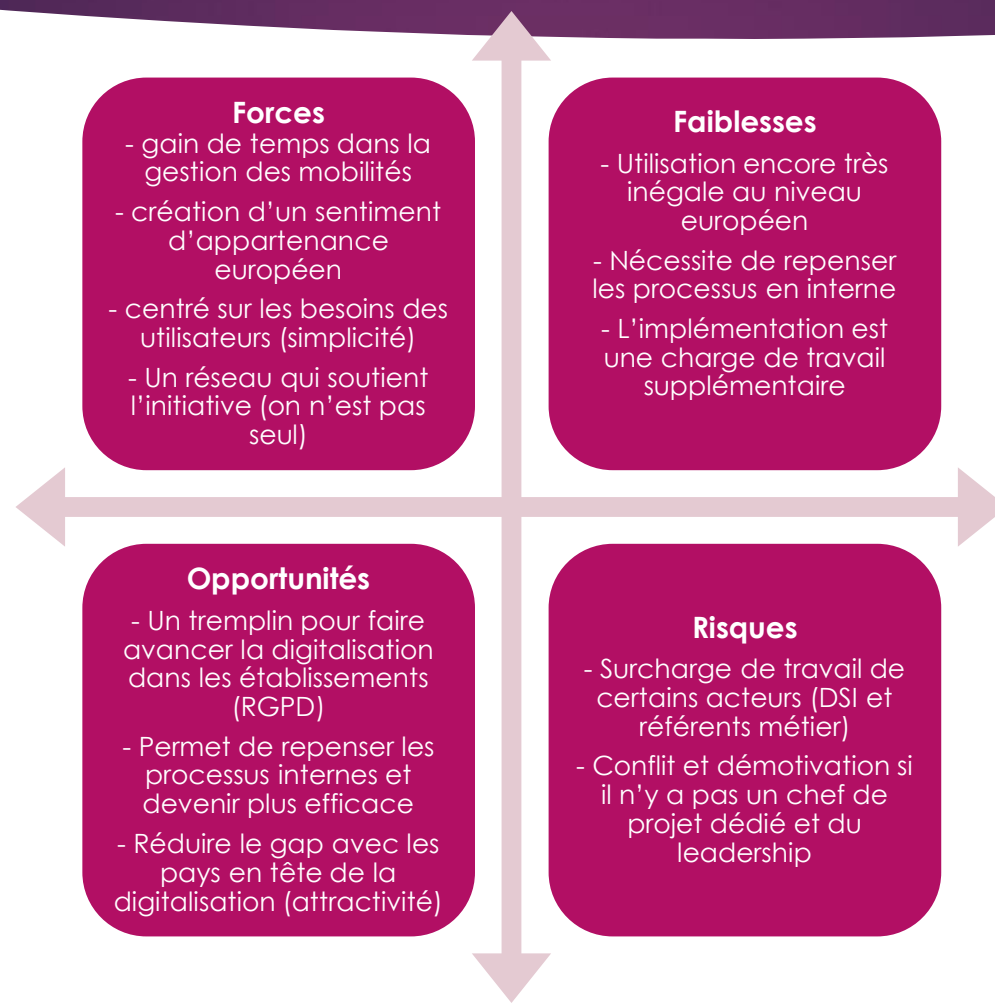 Forces
- gain de temps dans la
gestion des mobilités
- création d’un sentiment
d’appartenance
européen
- centré sur les besoins des
utilisateurs (simplicité)
- Un réseau qui soutient
l’initiative (on n’est pas
seul)
Faiblesses
- Utilisation encore très
inégale au niveau
européen
- Nécessite de repenser
les processus en interne
- L’implémentation est
une charge de travail
supplémentaire
Opportunités
- Un tremplin pour faire
avancer la digitalisation
dans les établissements
(RGPD)
- Permet de repenser les
processus internes et
devenir plus efficace
- Réduire le gap avec les
pays en tête de la
digitalisation (attractivité)
Risques
- Surcharge de travail de
certains acteurs (DSI et
référents métier)
- Conflit et démotivation si
il n’y a pas un chef de
projet dédié et du
leadership